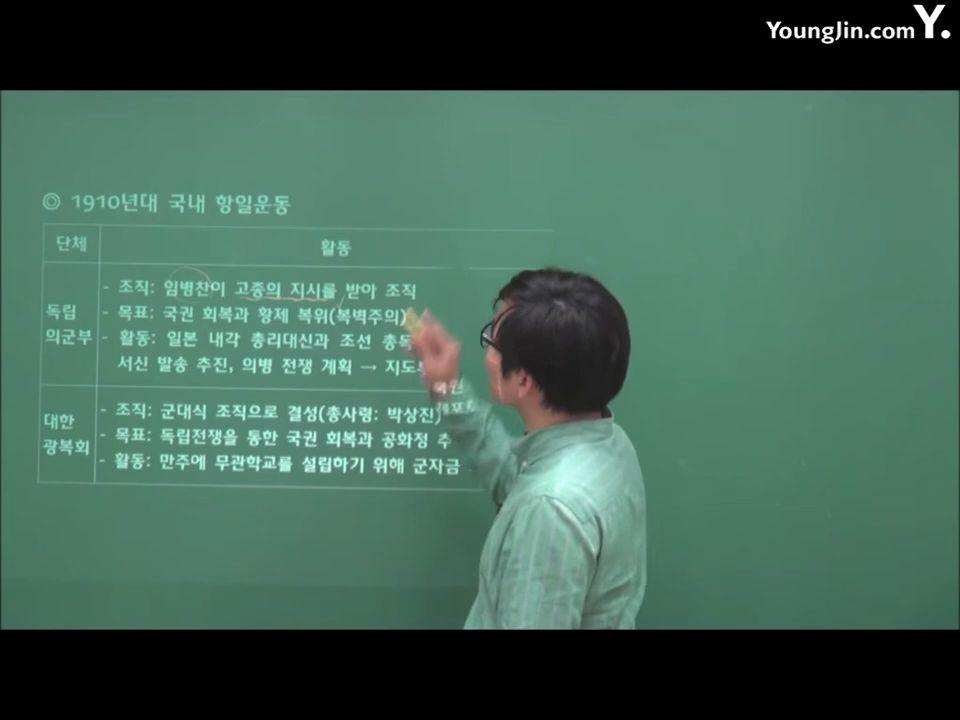 YoungJin.com Y.
◎ 1910년대 국내 항일운동
단체
활동
독립
의군부
- 조직: 임병찬이 고종의 지시를 받아 조직
- 목표: 국권 회복과 황제 복위(복벽주의)
- 활동: 일본 내각 총리대신과 조선
서신 발송 추진, 의병 전쟁 계획 →
대한
광복회
- 조직: 군대식 조직으로 결성(총사령: 박상진)
- 목표: 독립전쟁을 통한 국권 회복과 공화정
- 활동: 만주에 무관학교를 설립하기 위해 군자금